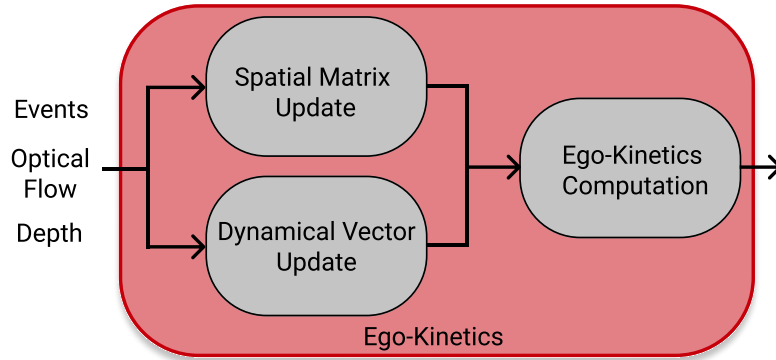 Events
Optical
Flow
Depth
Spatial Matrix
Update
Dynamical Vector
Update
Ego-Kinetics
Computation
Ego-Kinetics